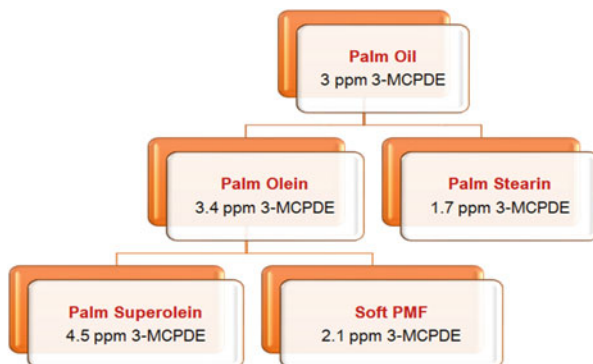 Palm Oil
3 ppm 3-MCPDE
Palm Olein
3.4 ppm 3-MCPDE
Palm Stearin
1.7 ppm 3-MCPDE
Palm Superolein
4.5 ppm 3-MCPDE
Soft PMF
2.1 ppm 3-MCPDE